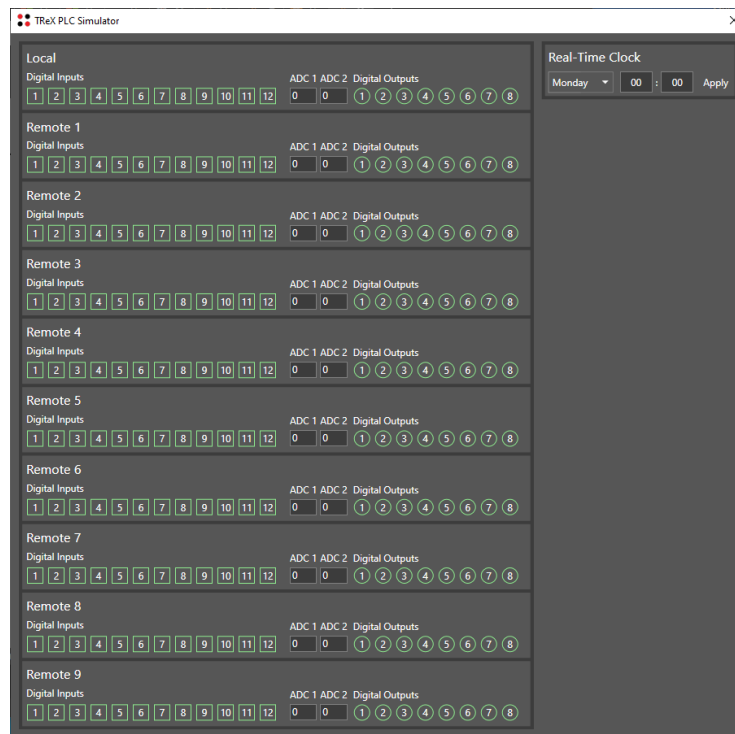 TReX PLC Simulator
Local
Digital Inputs
ADC 1 ADC 2 Digital Outputs
1 2 3 4 5 6 7 8 9 10 11 12 0 0 1 2 3 4 5 6 7 8
Remote 1
Digital Inputs
ADC 1 ADC 2 Digital Outputs
1 2 3 4 5 6 7 8 9 10 11 12 0 0 1 2 3 4 5 6 7 8
Remote 2
Digital Inputs
ADC 1 ADC 2 Digital Outputs
1 2 3 4 5 6 7 8 9 10 11 12 0 0 1 2 3 4 5 6 7 8
Remote 3
Digital Inputs
ADC 1 ADC 2 Digital Outputs
1 2 3 4 5 6 7 8 9 10 11 12 0 0 1 2 3 4 5 6 7 8
Remote 4
Digital Inputs
ADC 1 ADC 2 Digital Outputs
1 2 3 4 5 6 7 8 9 10 11 12 0 0 1 2 3 4 5 6 7 8
Remote 5
Digital Inputs
ADC 1 ADC 2 Digital Outputs
1 2 3 4 5 6 7 8 9 10 11 12 0 0 1 2 3 4 5 6 7 8
Remote 6
Digital Inputs
ADC 1 ADC 2 Digital Outputs
1 2 3 4 5 6 7 8 9 10 11 12 0 0 1 2 3 4 5 6 7 8
Remote 7
Digital Inputs
ADC 1 ADC 2 Digital Outputs
1 2 3 4 5 6 7 8 9 10 11 12 0 0 1 2 3 4 5 6 7 8
Remote 8
Digital Inputs
ADC 1 ADC 2 Digital Outputs
1 2 3 4 5 6 7 8 9 10 11 12 0 0 1 2 3 4 5 6 7 8
Remote 9
Digital Inputs
ADC 1 ADC 2 Digital Outputs
1 2 3 4 5 6 7 8 9 10 11 12 0 0 1 2 3 4 5 6 7 8
Real-Time Clock
Monday 00 : 00 Apply